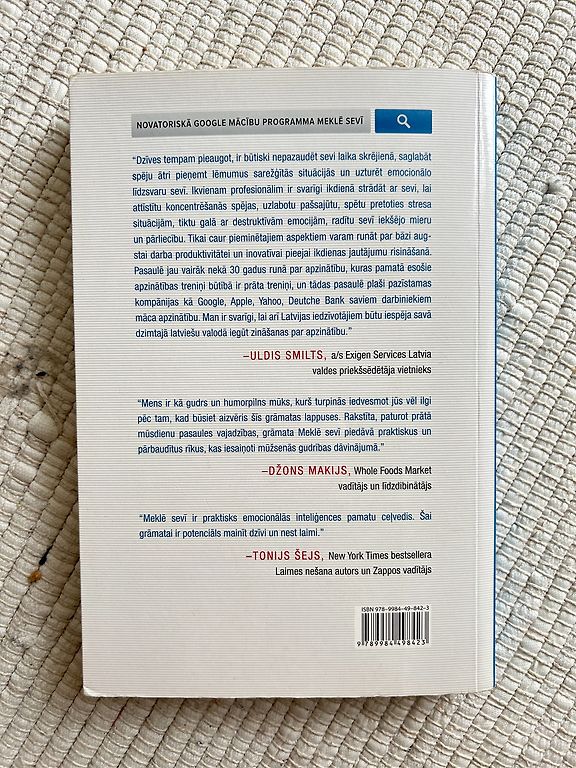 NOVATORISKĀ GOOGLE MĀCĪBU PROGRAMMA MEKLĒ SEVĪ
“Dzīves tempam pieaugot, ir būtiski nepazaudēt sevi laika skrējienā, saglabāt
spēju ātri pieņemt lēmumus sarežģītās situācijās un uzturēt emocionālo
līdzsvaru sevī. Ikvienam profesionālim ir svarīgi ikdienā strādāt ar sevi, lai
attīstītu koncentrēšanās spējas, uzlabotu pašsajūtu, spētu pretoties stresa
situācijām, tiktu galā ar destruktīvām emocijām, radītu sevī iekšējo mieru
un pārliecību. Tikai caur pieminētajiem aspektiem varam runāt par bāzi aug-
stai darba produktivitātei un inovatīvai pieejai ikdienas jautājumu risināšanā.
Pasaulē jau vairāk nekā 30 gadus runā par apzinātību, kuras pamatā esošie
apzinātības treniņi būtībā ir prāta treniņi, un tādas pasaulē plaši pazīstamas
kompānijas kā Google, Apple, Yahoo, Deutche Bank saviem darbiniekiem
māca apzinātību. Man ir svarīgi, lai arī Latvijas iedzīvotājiem būtu iespēja savā
dzimtajā latviešu valodā iegūt zināšanas par apzinātību.”
–ULDIS SMILTS, a/s Exigen Services Latvia
valdes priekšsēdētāja vietnieks
“Mens ir kā gudrs un humorpilns mūks, kurš turpinās iedvesmot jūs vēl ilgi
pēc tam, kad būsiet aizvēris šīs grāmatas lappuses. Rakstīta, paturot prātā
mūsdienu pasaules vajadzības, grāmata Meklē sevī piedāvā praktiskus un
pārbaudītus rīkus, kas iesaiņoti mūžsenās gudrības dāvinājumā.”
–DŽONS MAKIJS, Whole Foods Market
vadītājs un līdzdibinātājs
“Meklē sevī ir praktisks emocionālās inteliģences pamatu ceļvedis. Šai
grāmatai ir potenciāls mainīt dzīvi un nest laimi.”
–TONIJS ŠEJS, New York Times bestsellera
Laimes nešana autors un Zappos vadītājs
ISBN 978-9984-49-842-3
9 789984 498423